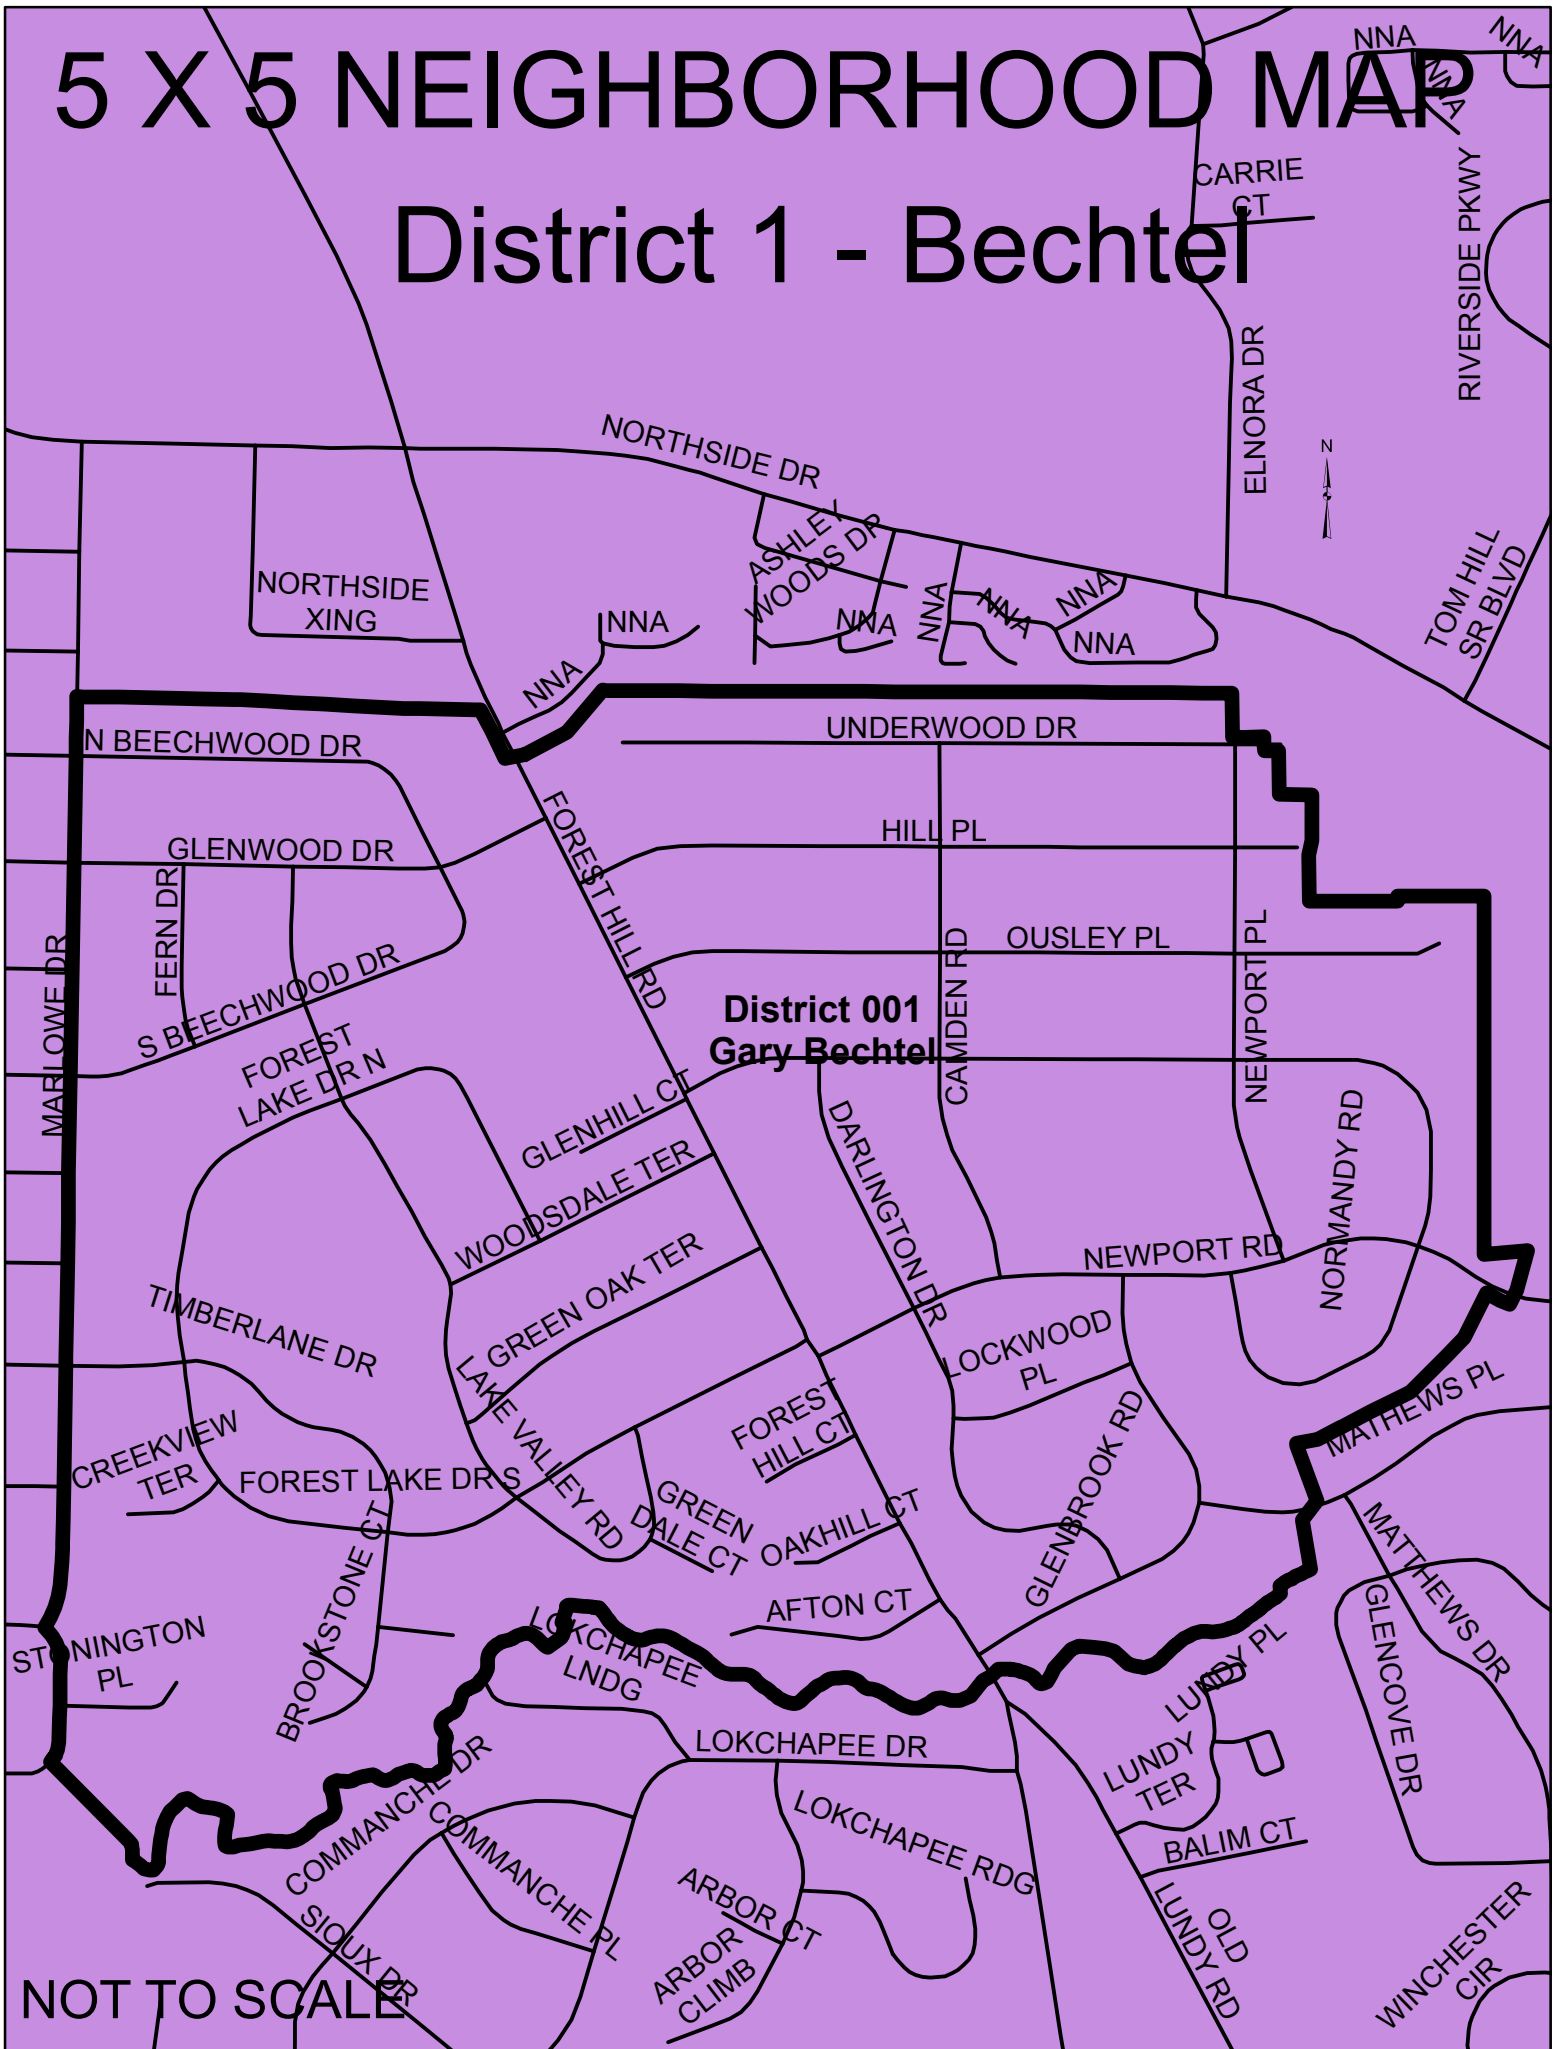 5 X 5 NEIGHBORHOOD MAP
District 1 - Bechtel
NNA
NNA
NNA
CARRIE
CT
RIVERSIDE PKWY
ELNORA DR
N
NORTHSIDE DR
ASHLEY
WOODS DR
NORTHSIDE
XING
TOM HILL
SR BLVD
NNA
NNA
NNA
NNA
NNA
NNA
NNA
UNDERWOOD DR
N BEECHWOOD DR
FOREST HILL RD
HILL PL
GLENWOOD DR
FERN DR
MARLOWE DR
S BEECHWOOD DR
OUSLEY PL
CAMDEN RD
NEWPORT PL
District 001
Gary Bechtel
FOREST
LAKE DR N
GLENHILL CT
WOODSDALE TER
DARLINGTON DR
NORMANDY RD
NEWPORT RD
GREEN OAK TER
TIMBERLANE DR
LAKE VALLEY RD
LOCKWOOD
PL
FOREST
HILL CT
MATHEWS PL
CREEKVIEW
TER
FOREST LAKE DR S
GLENBROOK RD
GREEN
DALE CT
OAKHILL CT
BROOKSTONE CT
MATTHEWS DR
AFTON CT
GLENCOVE DR
STONINGTON
PL
LOKCHAPEE
LNDG
LUNDY PL
LOKCHAPEE DR
LUNDY
TER
COMMANCHE DR
COMMANCHE PL
LOKCHAPEE RDG
BALIM CT
ARBOR CT
ARBOR
CLIMB
OLD
LUNDY RD
WINCHESTER
CIR
SIOUX DR
NOT TO SCALE